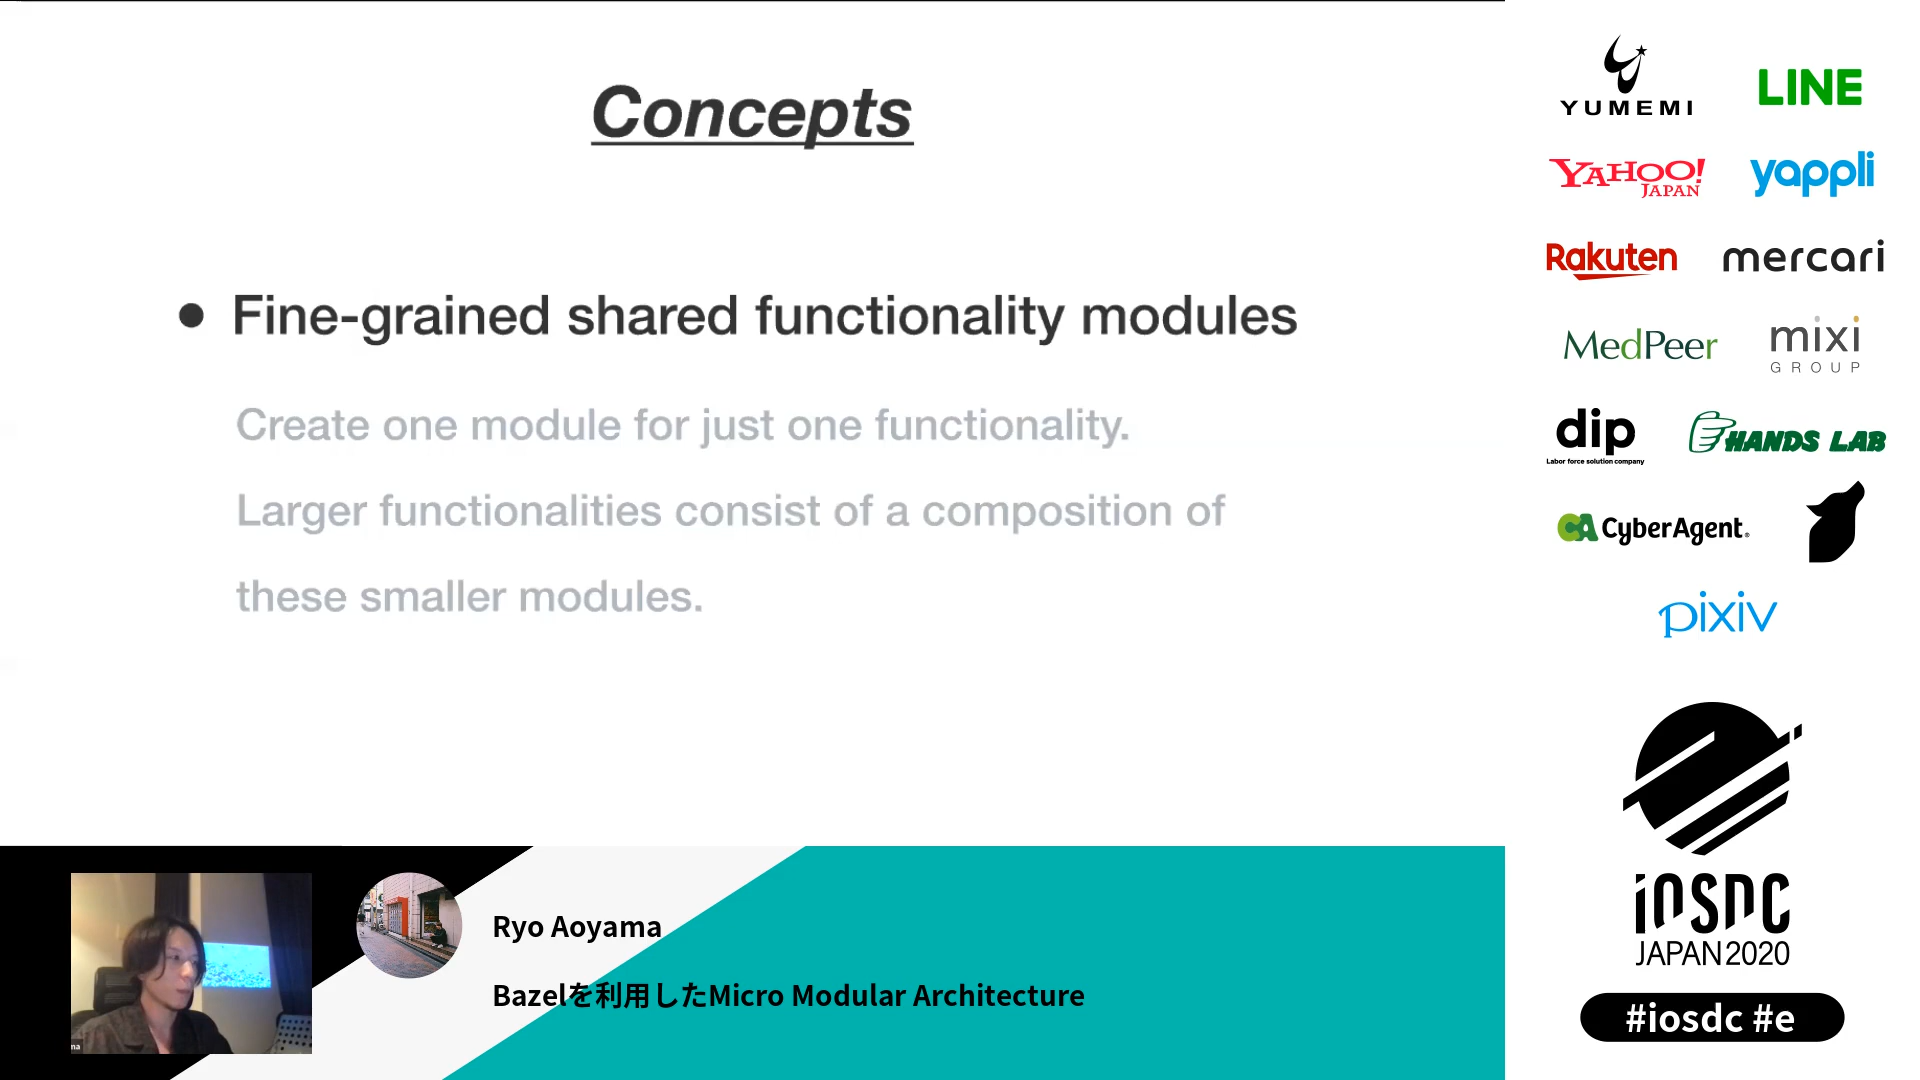 Concepts
● Fine-grained shared functionality modules
Create one module for just one functionality.
Larger functionalities consist of a composition of
these smaller modules.
Ryo Aoyama
Bazelを利用したMicro Modular Architecture
ma
YUMEMI
LINE
YAHOO!
JAPAN
yappli
Rakuten
mercari
MedPeer
mixi
GROUP
dip
Labor force solution company
HANDS LAB
CA CyberAgent®
pixiv
iOSDC
JAPAN 2020
#iosdc #e